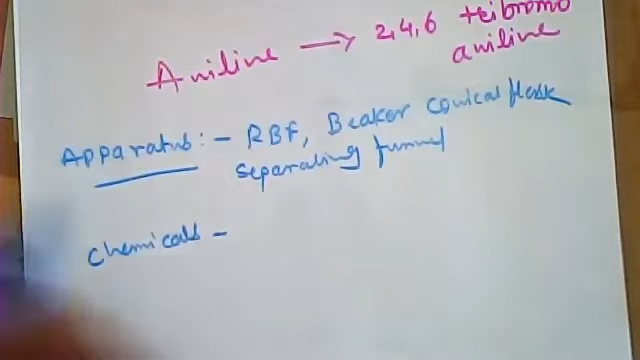 Aniline → 2,4,6 tribromo
aniline
Apparatus:- RBF, Beaker conical flask
separating funnel
Chemicals -